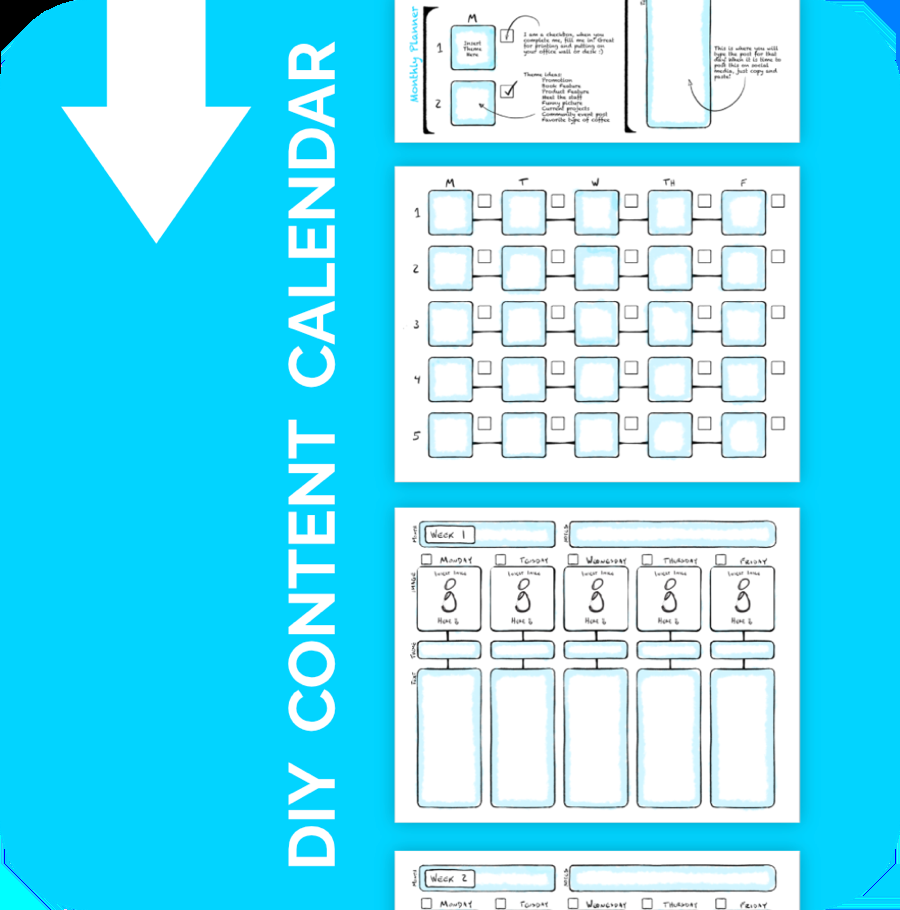 DIY CONTENT CALENDAR
Monthly Planner
M
1
Insert
Theme
Here
I am a checkbox, when you
complete me, fill me in! Great
for printing and putting on
your office wall or desk :)
2
Theme ideas:
Promotion
Book Feature
Product Feature
Meet the staff
Funny picture
Current projects
Community event post
Favorite type of coffee
This is where you will
type the post for that
day! When it is time to
post this on social
media, just copy and
paste!
M T W TH F
1
2
3
4
5
Week 1
Monday Tuesday Wednesday Thursday Friday
Image
Here
Here
Here
Here
Here
Theme
Text
Week 2
Monday Tuesday Wednesday Thursday Friday